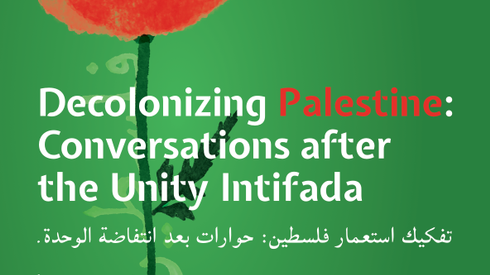 Decolonizing Palestine:
Conversations after
the Unity Intifada
تفكيك استعمار فلسطين: حوارات بعد انتفاضة الوحدة.